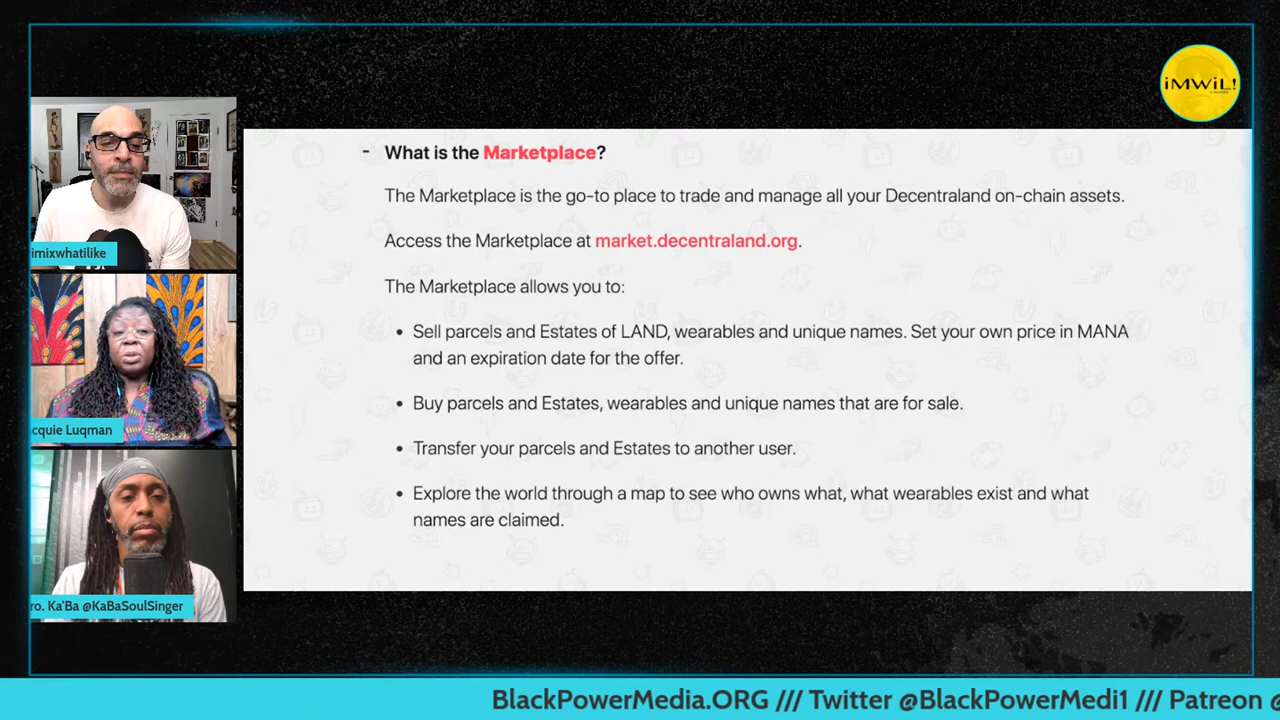 iMWiL!
imixwhatilike
cquie Luqman
ro. Ka'Ba @KaBaSoulSinger
- What is the Marketplace?
The Marketplace is the go-to place to trade and manage all your Decentraland on-chain assets.
Access the Marketplace at market.decentraland.org.
The Marketplace allows you to:
• Sell parcels and Estates of LAND, wearables and unique names. Set your own price in MANA
and an expiration date for the offer.
• Buy parcels and Estates, wearables and unique names that are for sale.
• Transfer your parcels and Estates to another user.
• Explore the world through a map to see who owns what, what wearables exist and what
names are claimed.
BlackPowerMedia.ORG /// Twitter @BlackPowerMedi1 /// Patreon @